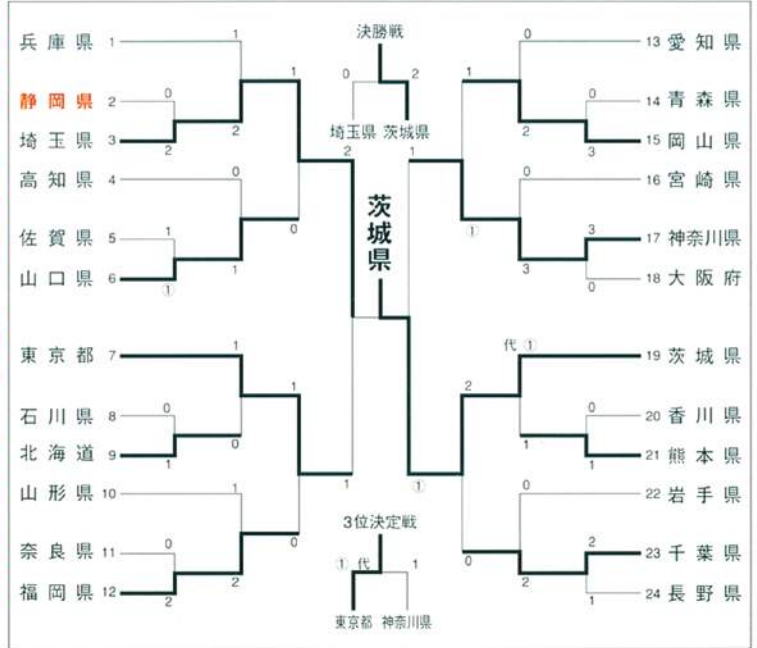 決勝戦
0 2
埼玉県 茨城県
茨城県
3位決定戦
① 代 1
東京都 神奈川県
兵庫県 1
静岡県 2
埼玉県 3
高知県 4
佐賀県 5
山口県 6
東京都 7
石川県 8
北海道 9
山形県 10
奈良県 11
福岡県 12
1
0
2
2
1
0
1
①
1
0
2
1
0
1
0
1
1
0
2
2
0
1
13 愛知県
14 青森県
15 岡山県
16 宮崎県
17 神奈川県
18 大阪府
19 茨城県
20 香川県
21 熊本県
22 岩手県
23 千葉県
24 長野県
0
0
3
2
1
0
3
0
3
①
1
代 ①
0
1
1
2
0
2
1
2
0
①